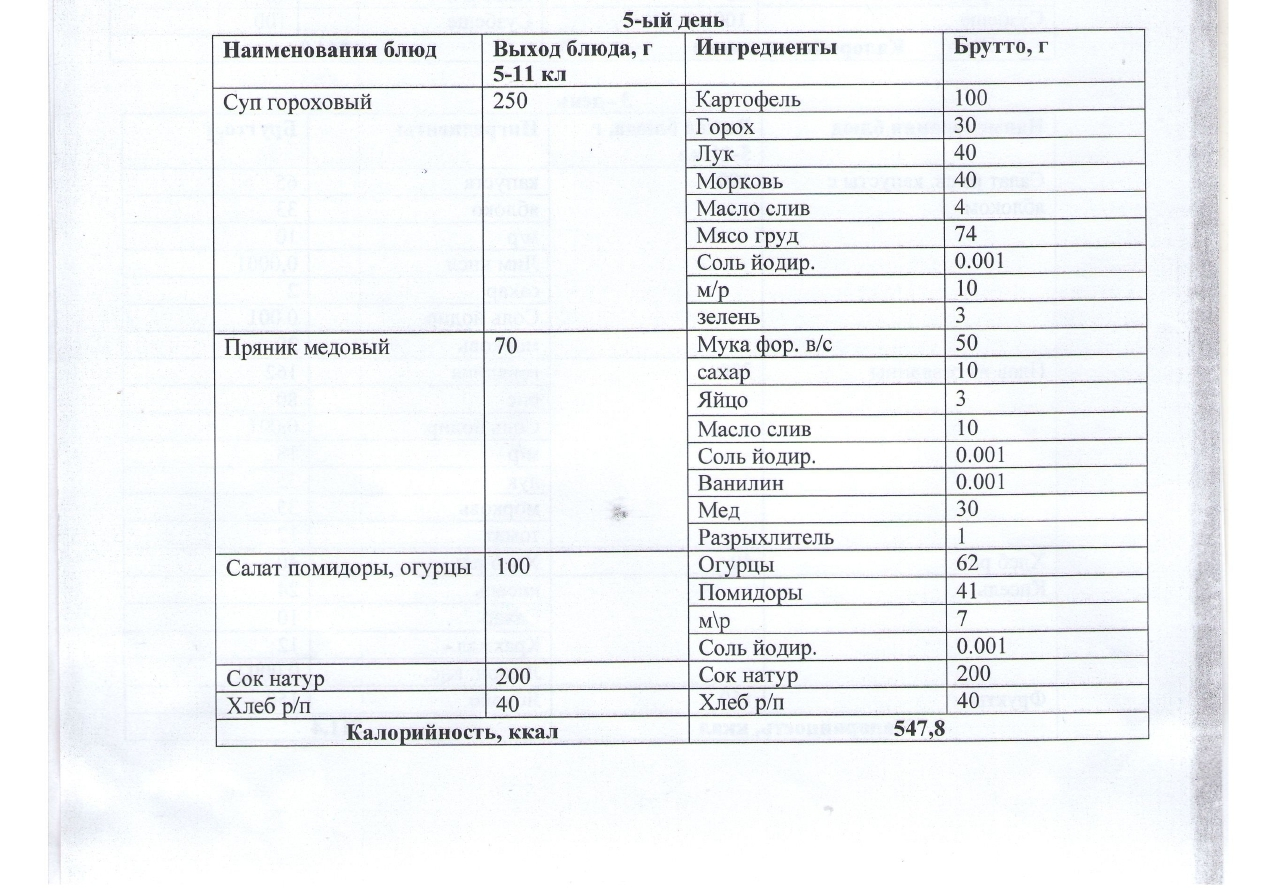 5-ый день
Наименования блюд Выход блюда, г Ингредиенты Брутто, г
5-11 кл
Суп гороховый 250 Картофель 100
Горох 30
Лук 40
Морковь 40
Масло слив 4
Мясо груд 74
Соль йодир. 0.001
м/р 10
зелень 3
Пряник медовый 70 Мука фор. в/с 50
сахар 10
Яйцо 3
Масло слив 10
Соль йодир. 0.001
Ванилин 0.001
Мед 30
Разрыхлитель 1
Салат помидоры, огурцы 100 Огурцы 62
Помидоры 41
м\р 7
Соль йодир. 0.001
Сок натур 200 Сок натур 200
Хлеб р/п 40 Хлеб р/п 40
Калорийность, ккал 547,8